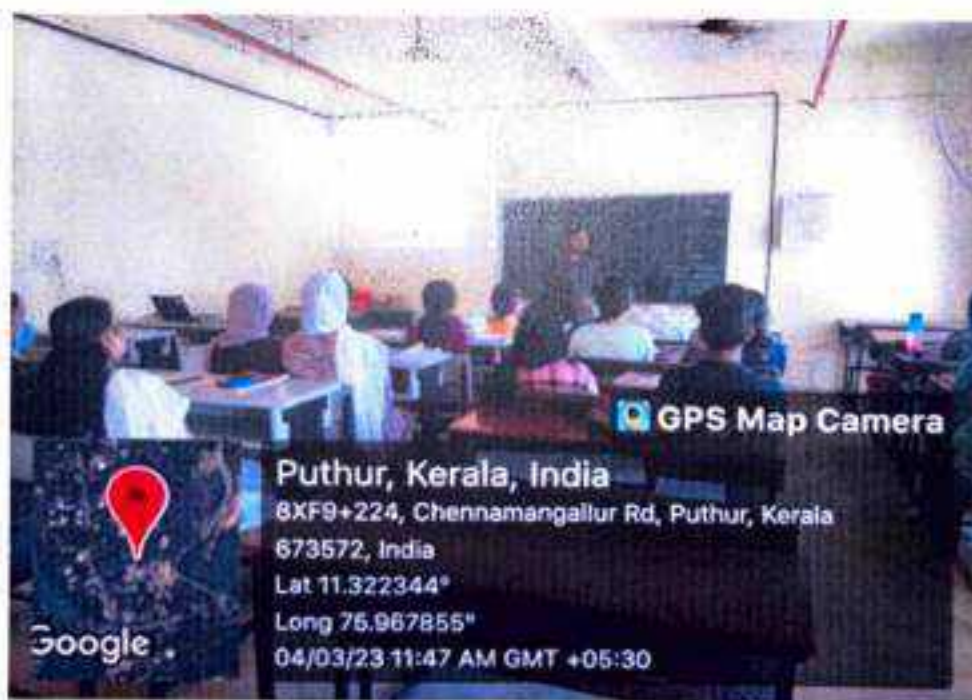 GPS Map Camera
Puthur, Kerala, India
8XF9+224, Chennamangallur Rd, Puthur, Kerala
673572, India
Lat 11.322344°
Long 75.967855°
04/03/23 11:47 AM GMT +05:30
Google